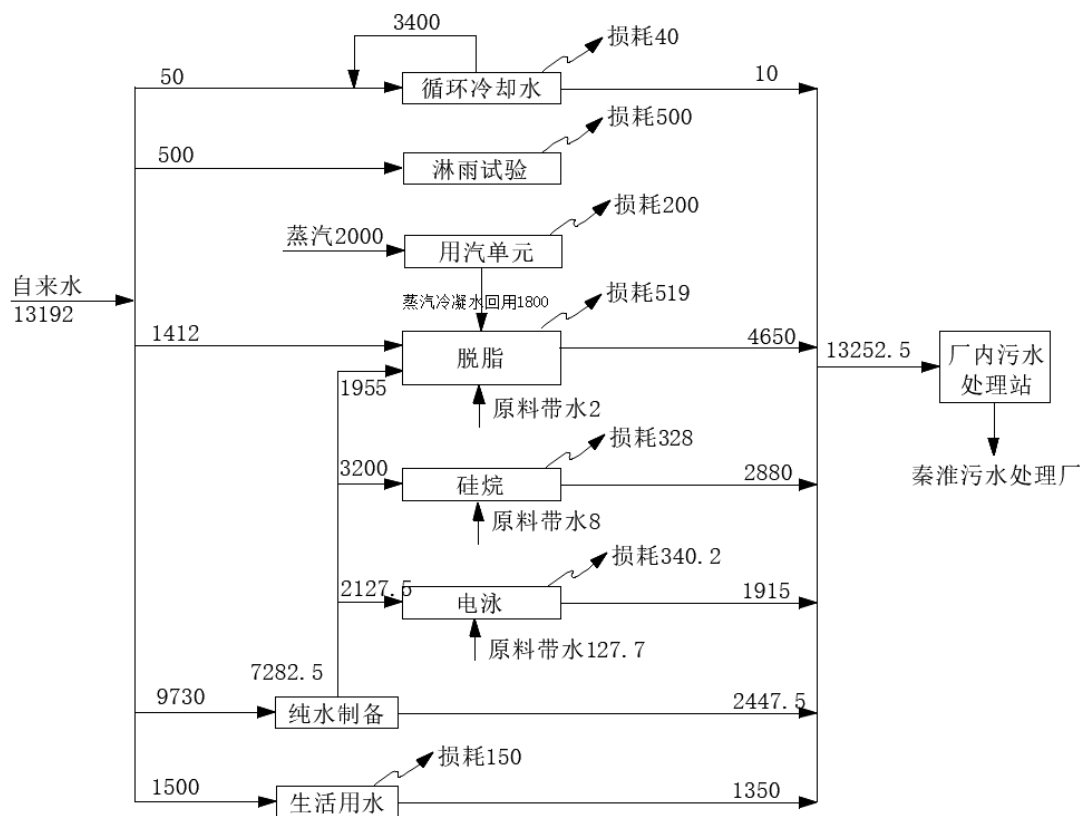 3400
损耗40
50
循环冷却水
10
损耗500
500
淋雨试验
损耗200
蒸汽2000
用汽单元
自来水
13192
蒸汽冷凝水回用1800
损耗519
1412
脱脂
4650
13252.5
厂内污水
处理站
1955
原料带水2
损耗328
3200
硅烷
2880
秦淮污水处理厂
原料带水8
损耗340.2
2127.5
电泳
1915
原料带水127.7
7282.5
9730
纯水制备
2447.5
损耗150
1500
生活用水
1350